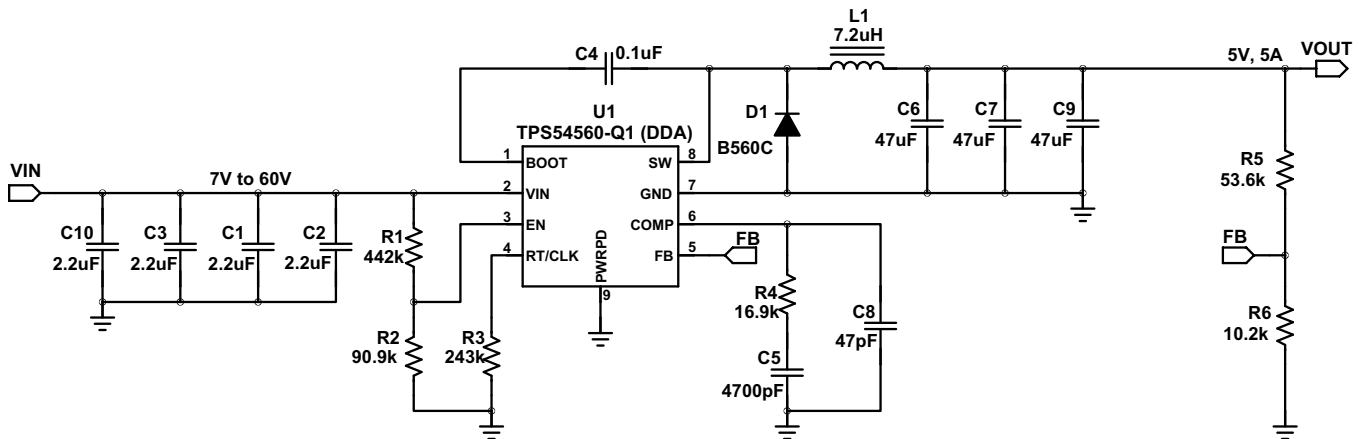 L1
7.2uH
C4
0.1uF
5V, 5A
VOUT
U1
TPS54560-Q1 (DDA)
D1
B560C
C6
47uF
C7
47uF
C9
47uF
R5
53.6k
VIN
7V to 60V
1
BOOT
SW
8
2
VIN
GND
7
3
EN
COMP
6
4
RT/CLK
FB
5
PWRPD
9
FB
FB
C10
2.2uF
C3
2.2uF
C1
2.2uF
C2
2.2uF
R1
442k
R4
16.9k
C8
47pF
R6
10.2k
R2
90.9k
R3
243k
C5
4700pF